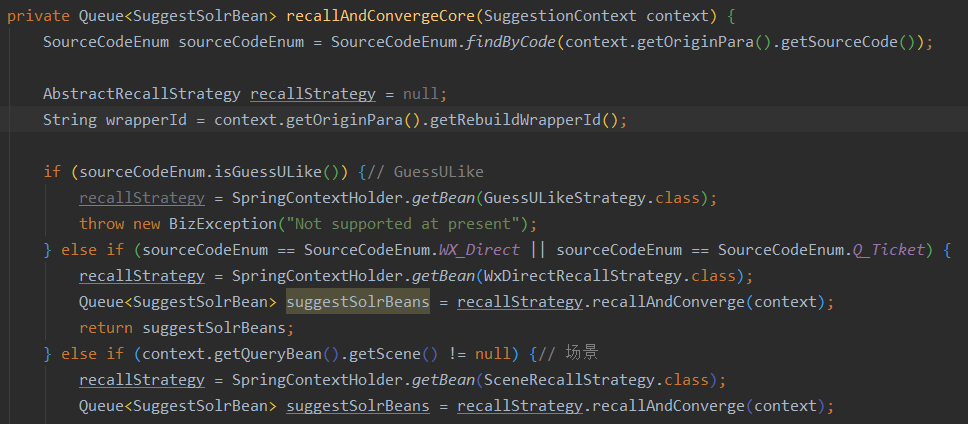 private Queue<SuggestSolrBean> recallAndConvergeCore(SuggestionContext context) {
    SourceCodeEnum sourceCodeEnum = SourceCodeEnum.findByCode(context.getOriginPara().getSourceCode());
    AbstractRecallStrategy recallStrategy = null;
    String wrapperId = context.getOriginPara().getRebuildWrapperId();
    if (sourceCodeEnum.isGuessULike()) {// GuessULike
        recallStrategy = SpringContextHolder.getBean(GuessULikeStrategy.class);
        throw new BizException("Not supported at present");
    } else if (sourceCodeEnum == SourceCodeEnum.WX_Direct || sourceCodeEnum == SourceCodeEnum.Q_Ticket) {
        recallStrategy = SpringContextHolder.getBean(WxDirectRecallStrategy.class);
        Queue<SuggestSolrBean> suggestSolrBeans = recallStrategy.recallAndConverge(context);
        return suggestSolrBeans;
    } else if (context.getQueryBean().getScene() != null) {// 场景
        recallStrategy = SpringContextHolder.getBean(SceneRecallStrategy.class);
        Queue<SuggestSolrBean> suggestSolrBeans = recallStrategy.recallAndConverge(context);